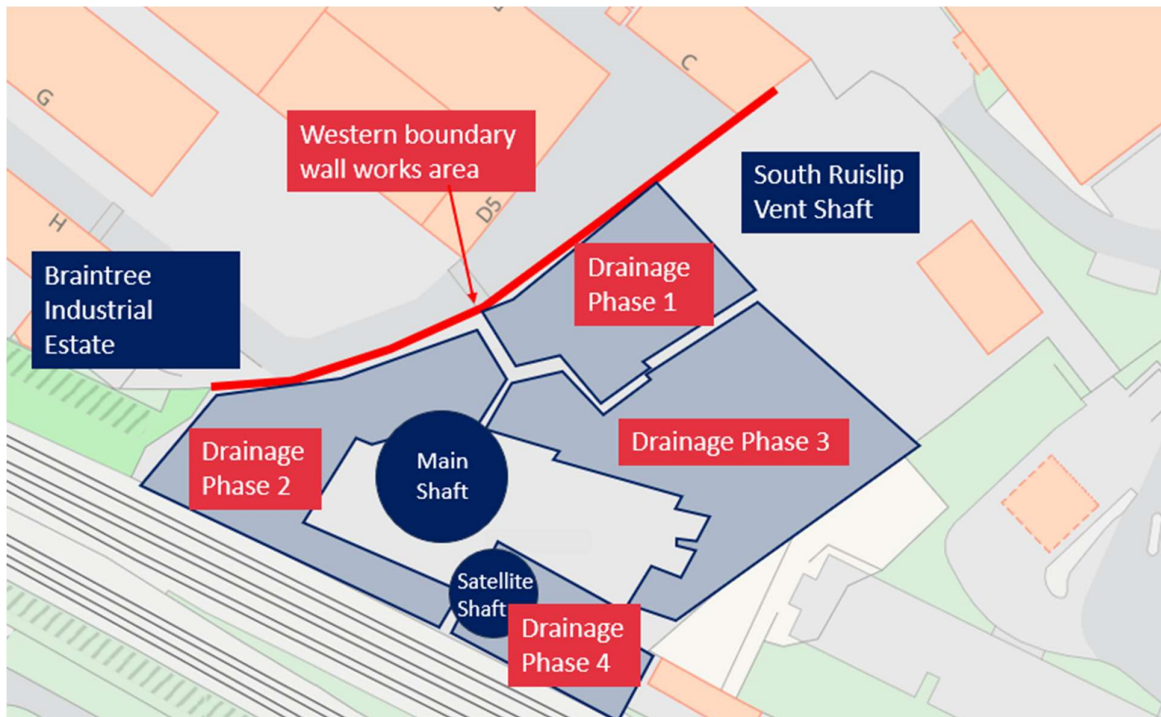 G
C
Western boundary
wall works area
South Ruislip
Vent Shaft
H
D5
Braintree
Industrial
Estate
Drainage
Phase 1
Drainage
Phase 2
Main
Shaft
Drainage Phase 3
Satellite
Shaft
Drainage
Phase 4